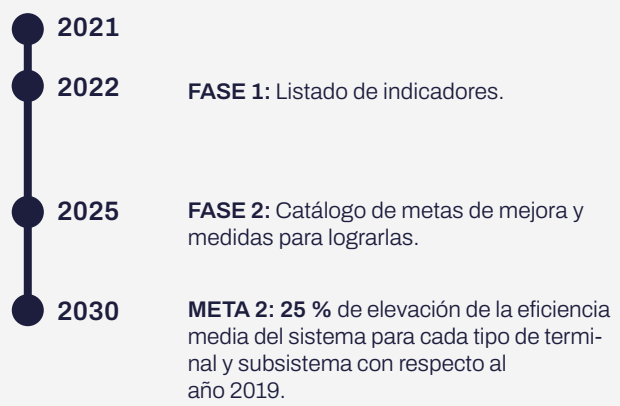 2021
2022
FASE 1: Listado de indicadores.
2025
FASE 2: Catálogo de metas de mejora y
medidas para lograrlas.
2030
META 2: 25 % de elevación de la eficiencia
media del sistema para cada tipo de termi-
nal y subsistema con respecto al
año 2019.